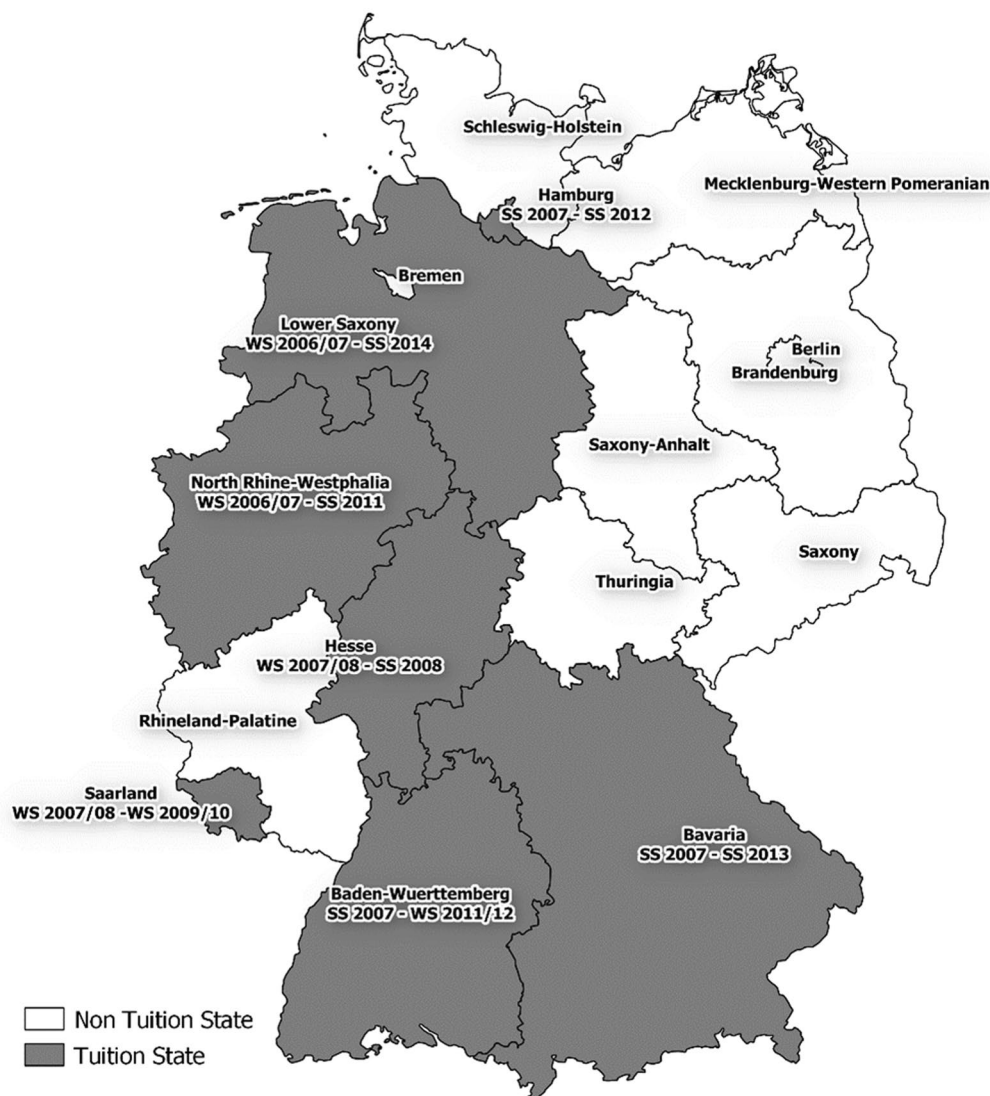 Schleswig-Holstein
Mecklenburg-Western Pomeranian
Hamburg
SS 2007 - SS 2012
Bremen
Lower Saxony
WS 2006/07 - SS 2014
Berlin
Brandenburg
Saxony-Anhalt
North Rhine-Westphalia
WS 2006/07 - SS 2011
Saxony
Thuringia
Hesse
WS 2007/08 - SS 2008
Rhineland-Palatine
Saarland
WS 2007/08 -WS 2009/10
Bavaria
SS 2007 - SS 2013
Baden-Wuerttemberg
SS 2007 - WS 2011/12
Non Tuition State
Tuition State